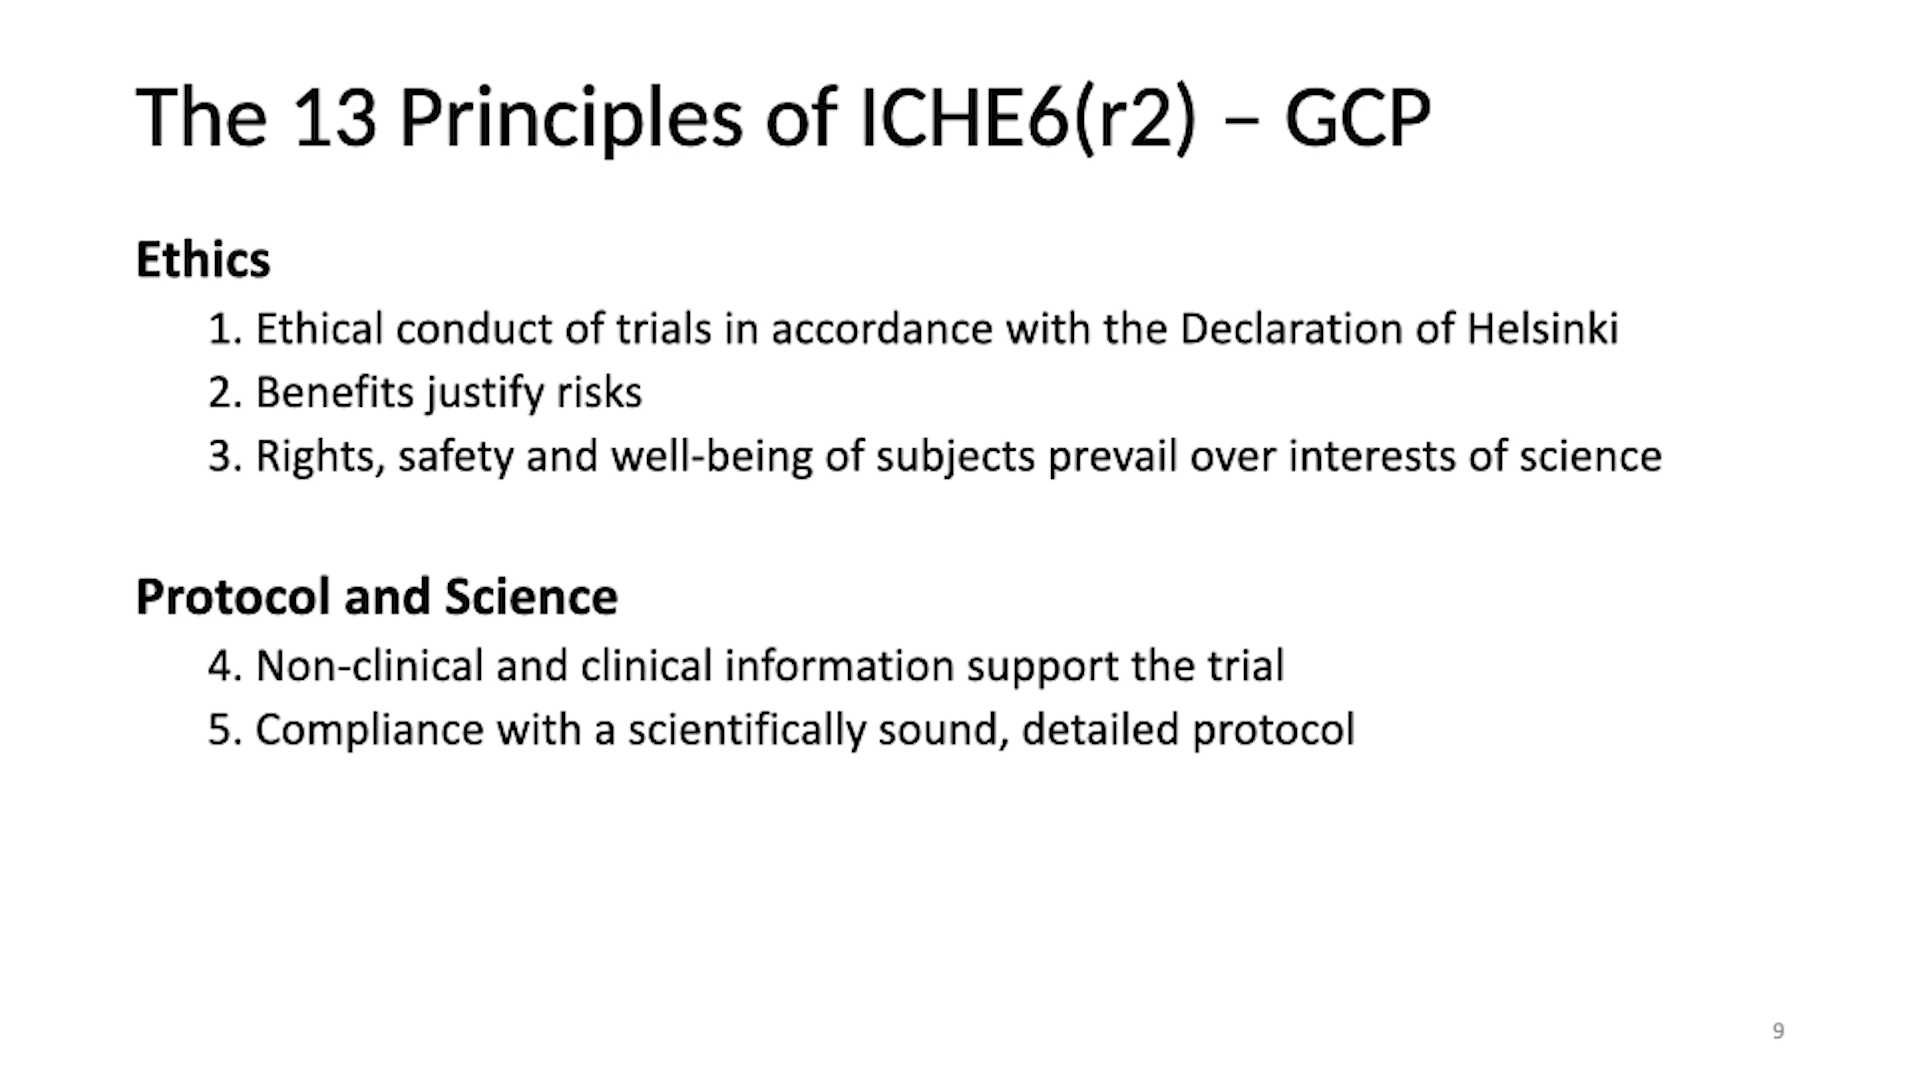 The 13 Principles of ICHE6(r2) – GCP
Ethics
1. Ethical conduct of trials in accordance with the Declaration of Helsinki
2. Benefits justify risks
3. Rights, safety and well-being of subjects prevail over interests of science
Protocol and Science
4. Non-clinical and clinical information support the trial
5. Compliance with a scientifically sound, detailed protocol
9